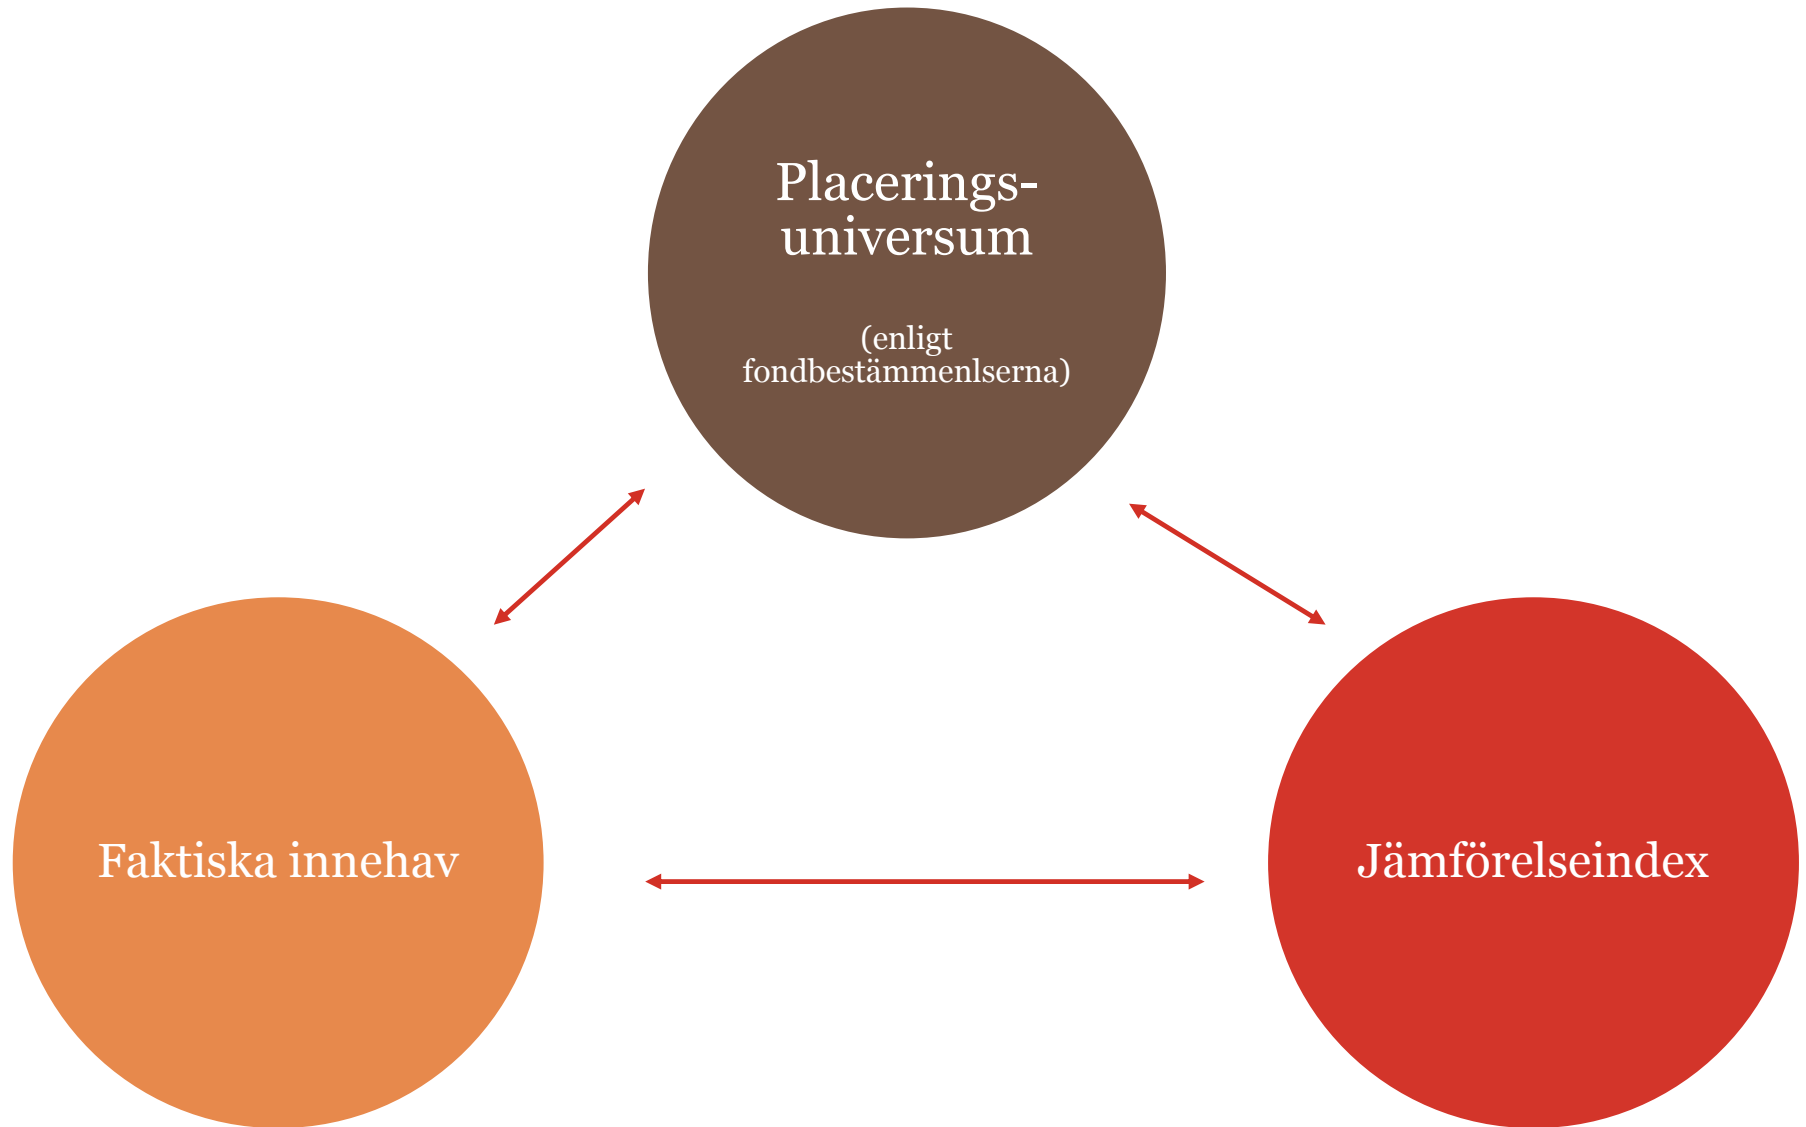 Placerings-
universum
(enligt
fondbestämmenlserna)
Faktiska innehav
Jämförelseindex